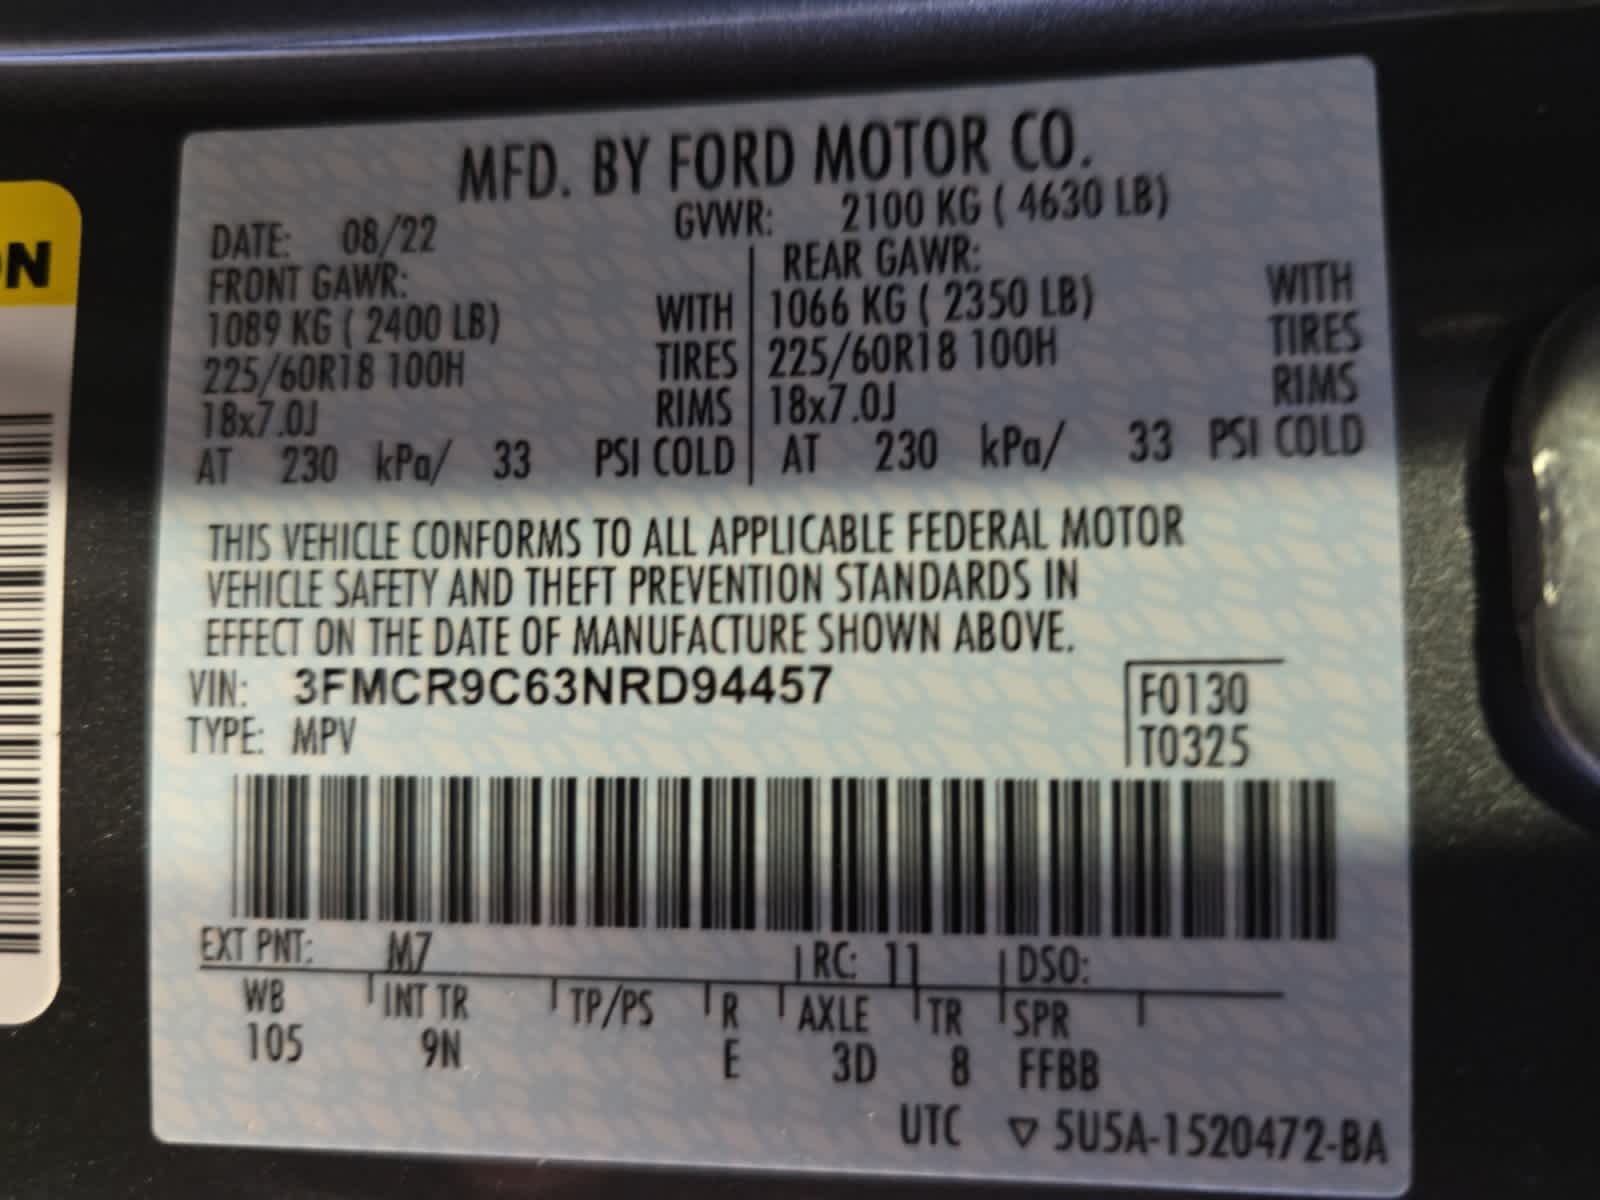 ON
MFD. BY FORD MOTOR CO.
DATE: 08/22 GVWR: 2100 KG ( 4630 LB)
FRONT GAWR: REAR GAWR:
1089 KG ( 2400 LB) WITH 1066 KG ( 2350 LB) WITH
225/60R18 100H TIRES 225/60R18 100H TIRES
18x7.0J RIMS 18x7.0J RIMS
AT 230 kPa/ 33 PSI COLD AT 230 kPa/ 33 PSI COLD
THIS VEHICLE CONFORMS TO ALL APPLICABLE FEDERAL MOTOR
VEHICLE SAFETY AND THEFT PREVENTION STANDARDS IN
EFFECT ON THE DATE OF MANUFACTURE SHOWN ABOVE.
VIN: 3FMCR9C63NRD94457 F0130
TYPE: MPV T0325
EXT PNT: M7 RC: 11 DSO:
WB INT TR TP/PS R AXLE TR SPR
105 9N E 3D 8 FFBB
UTC ▽ 5U5A-1520472-BA